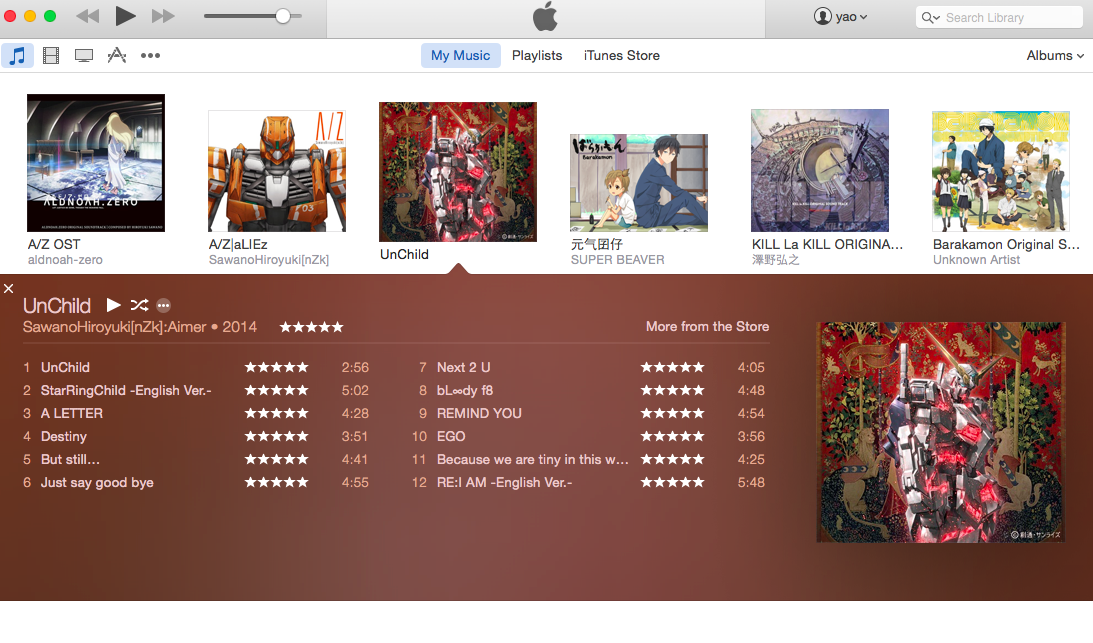 yao
Search Library
My Music
Playlists
iTunes Store
Albums
ALDNOAH.ZERO
A/Z
03
ばらかもん
Barakamon
A/Z OST
aldnoah-zero
A/Z|aLIEz
SawanoHiroyuki[nZk]
UnChild
元气囝仔
SUPER BEAVER
KILL La KILL ORIGINA...
澤野弘之
Barakamon Original S...
Unknown Artist
UnChild
SawanoHiroyuki[nZk]:Aimer • 2014 ★★★★★
More from the Store
1 UnChild ★★★★★ 2:56
2 StarRingChild -English Ver.- ★★★★★ 5:02
3 A LETTER ★★★★★ 4:28
4 Destiny ★★★★★ 3:51
5 But still... ★★★★★ 4:41
6 Just say good bye ★★★★★ 4:55
7 Next 2 U ★★★★★ 4:05
8 bL∞dy f8 ★★★★★ 4:48
9 REMIND YOU ★★★★★ 4:54
10 EGO ★★★★★ 3:56
11 Because we are tiny in this w... ★★★★★ 4:25
12 RE:I AM -English Ver.- ★★★★★ 5:48
©創通・サンライズ